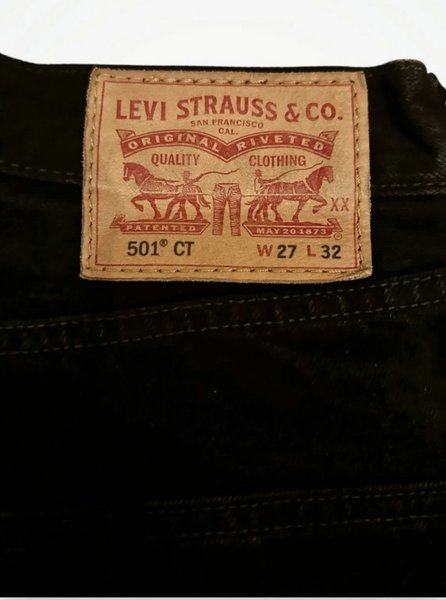 LEVI STRAUSS & CO.
SAN FRANCISCO
CAL.
ORIGINAL RIVETED
QUALITY CLOTHING
XX
PATENTED MAY 20 1873
501® CT W 27 L 32